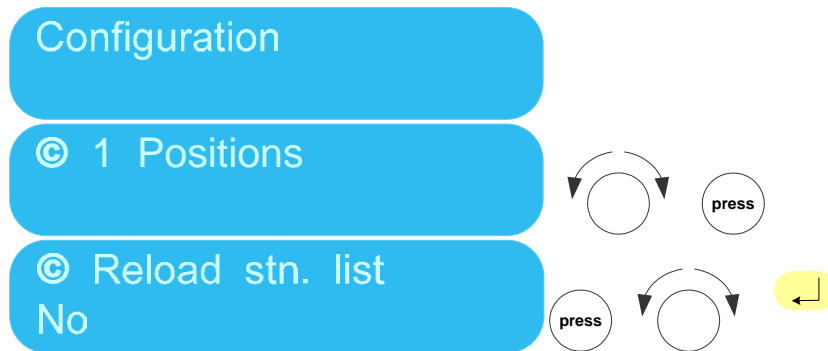 Configuration
© 1 Positions
press
© Reload stn. list
No
press